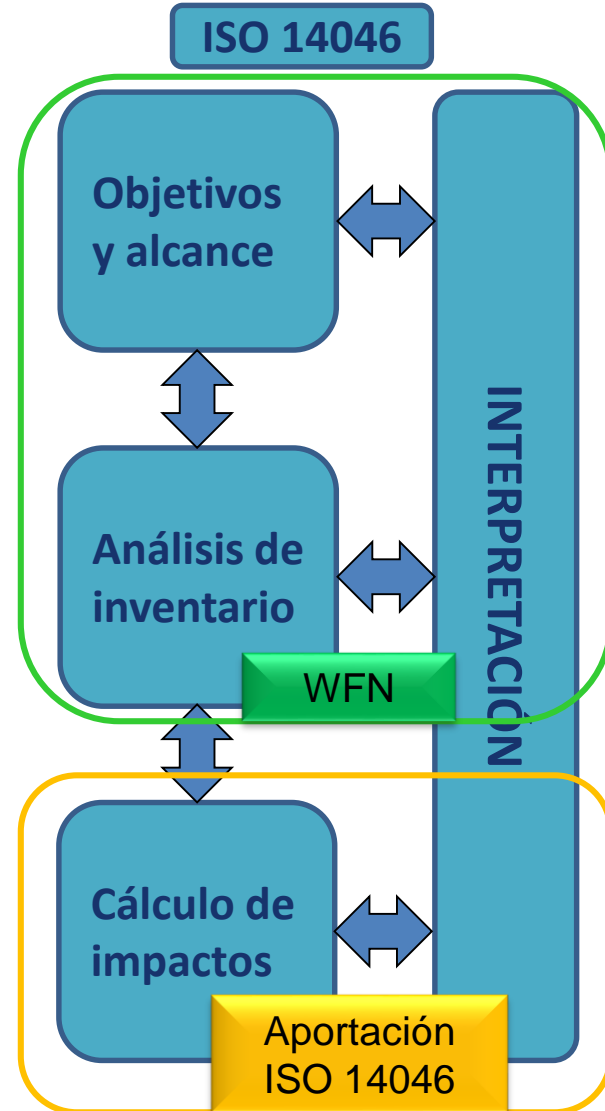 ISO 14046
Objetivos
y alcance
INTERPRETACIÓN
Análisis de
inventario
WFN
Cálculo de
impactos
Aportación
ISO 14046